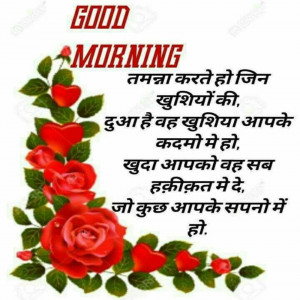 GOOD
MORNING
तमन्ना करते हो जिन
खुशियों की,
दुआ है वह खुशिया आपके
कदमो मे हो,
खुदा आपको वह सब
हक़ीक़त मे दे,
जो कुछ आपके सपनो में
हो.